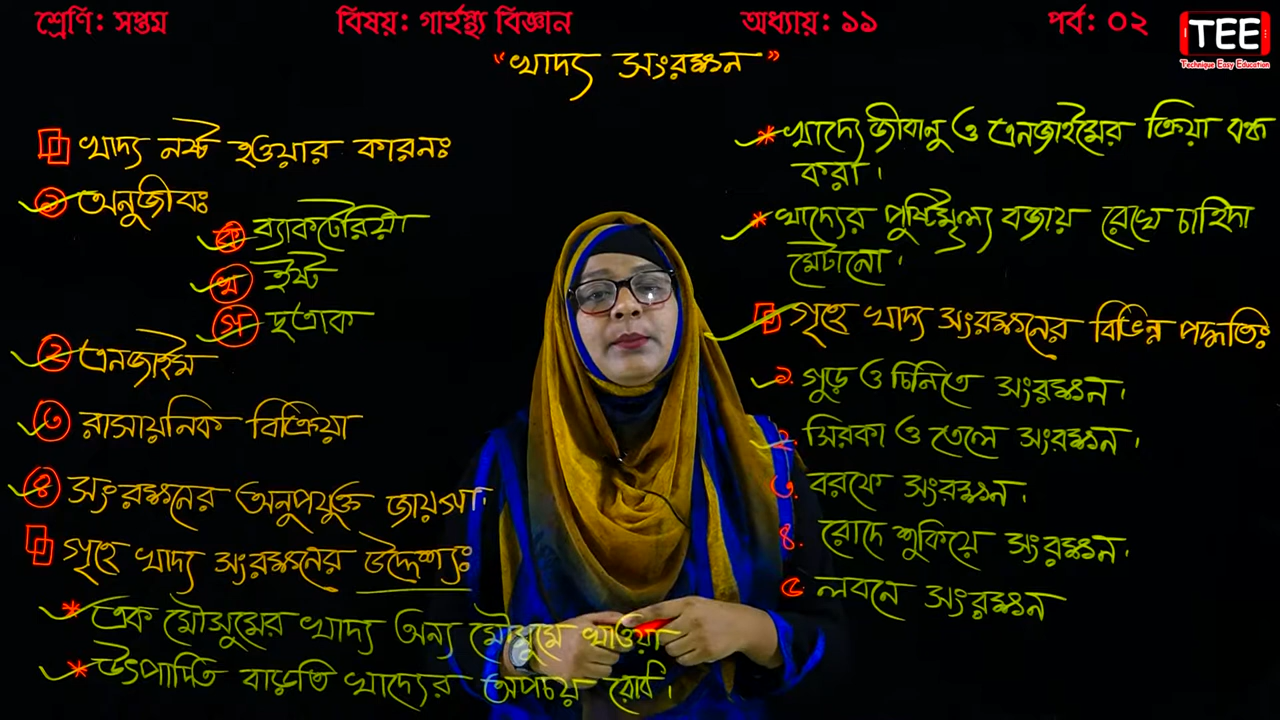 শ্রেণি: সপ্তম
বিষয়: গার্হস্থ্য বিজ্ঞান
অধ্যায়: ১১
পর্ব: ০২
TEE
Technique Easy Education
“খাদ্য সংরক্ষন”
খাদ্য নষ্ট হওয়ার কারনঃ
১ অনুজীবঃ
ক ব্যাকটেরিয়া
খ ইষ্ট
গ ছত্রাক
২ এনজাইম
৩ রাসায়নিক বিক্রিয়া
৪ সংরক্ষনের অনুপযুক্ত জায়গা।
গৃহে খাদ্য সংরক্ষনের উদ্দেশ্যঃ
* এক মৌসুমের খাদ্য অন্য মৌসুমে খাওয়া
* উৎপাদিত বাড়তি খাদ্যের অপচয় রোধ।
* খাদ্যে জীবানু ও এনজাইমের ক্রিয়া বন্ধ
করা।
* খাদ্যের পুষ্টিমূল্য বজায় রেখে চাহিদা
মেটানো।
গৃহে খাদ্য সংরক্ষনের বিভিন্ন পদ্ধতিঃ
১. গুড় ও চিনিতে সংরক্ষন।
২. সিরকা ও তেলে সংরক্ষন।
৩. বরফে সংরক্ষন।
৪. রোদে শুকিয়ে সংরক্ষন।
৫. লবনে সংরক্ষন